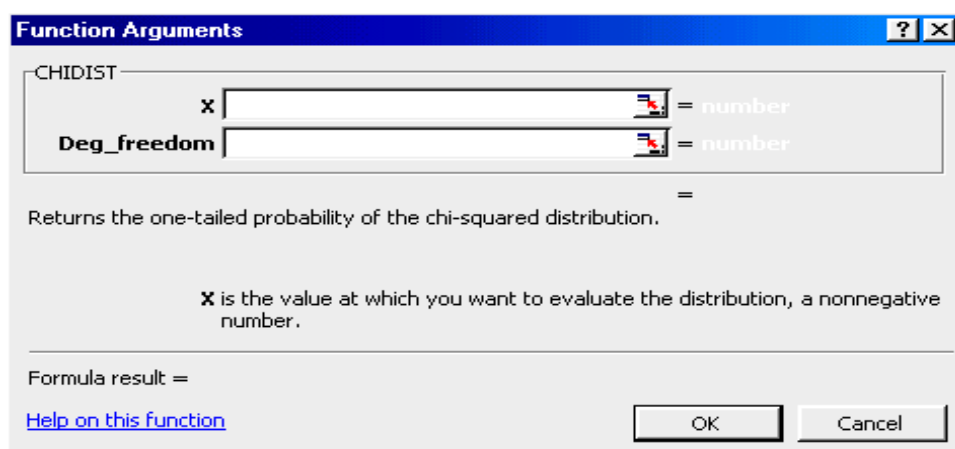 Function Arguments
CHIDIST
X = number
Deg_freedom = number
=
Returns the one-tailed probability of the chi-squared distribution.
X is the value at which you want to evaluate the distribution, a nonnegative
number.
Formula result =
Help on this function
OK Cancel